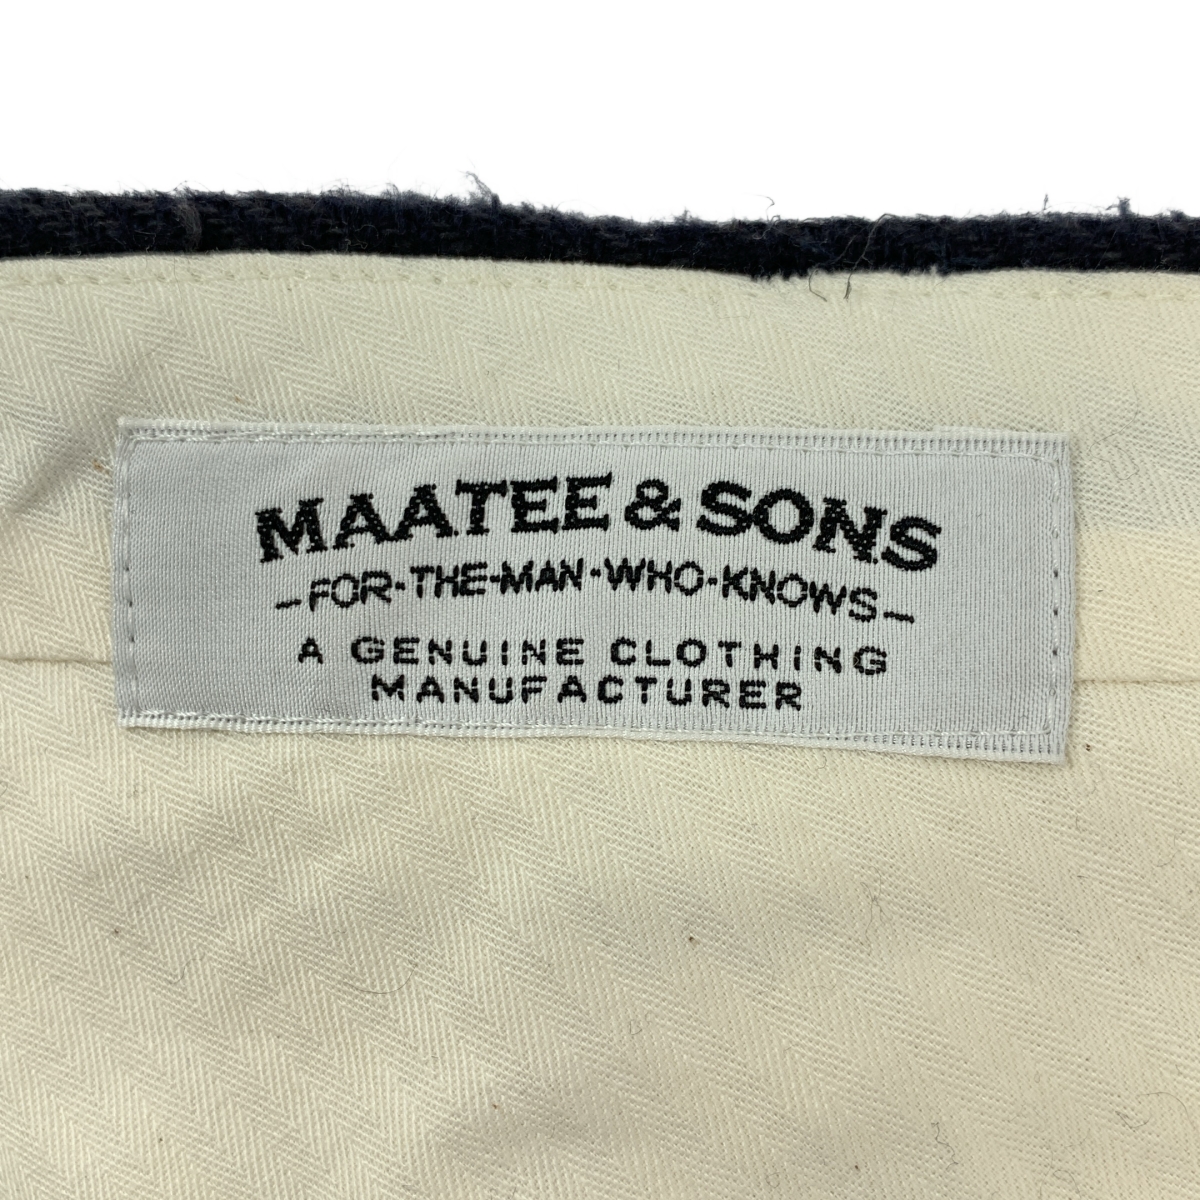 MAATEE & SONS
-FOR-THE-MAN-WHO-KNOWS-
A GENUINE CLOTHING
MANUFACTURER